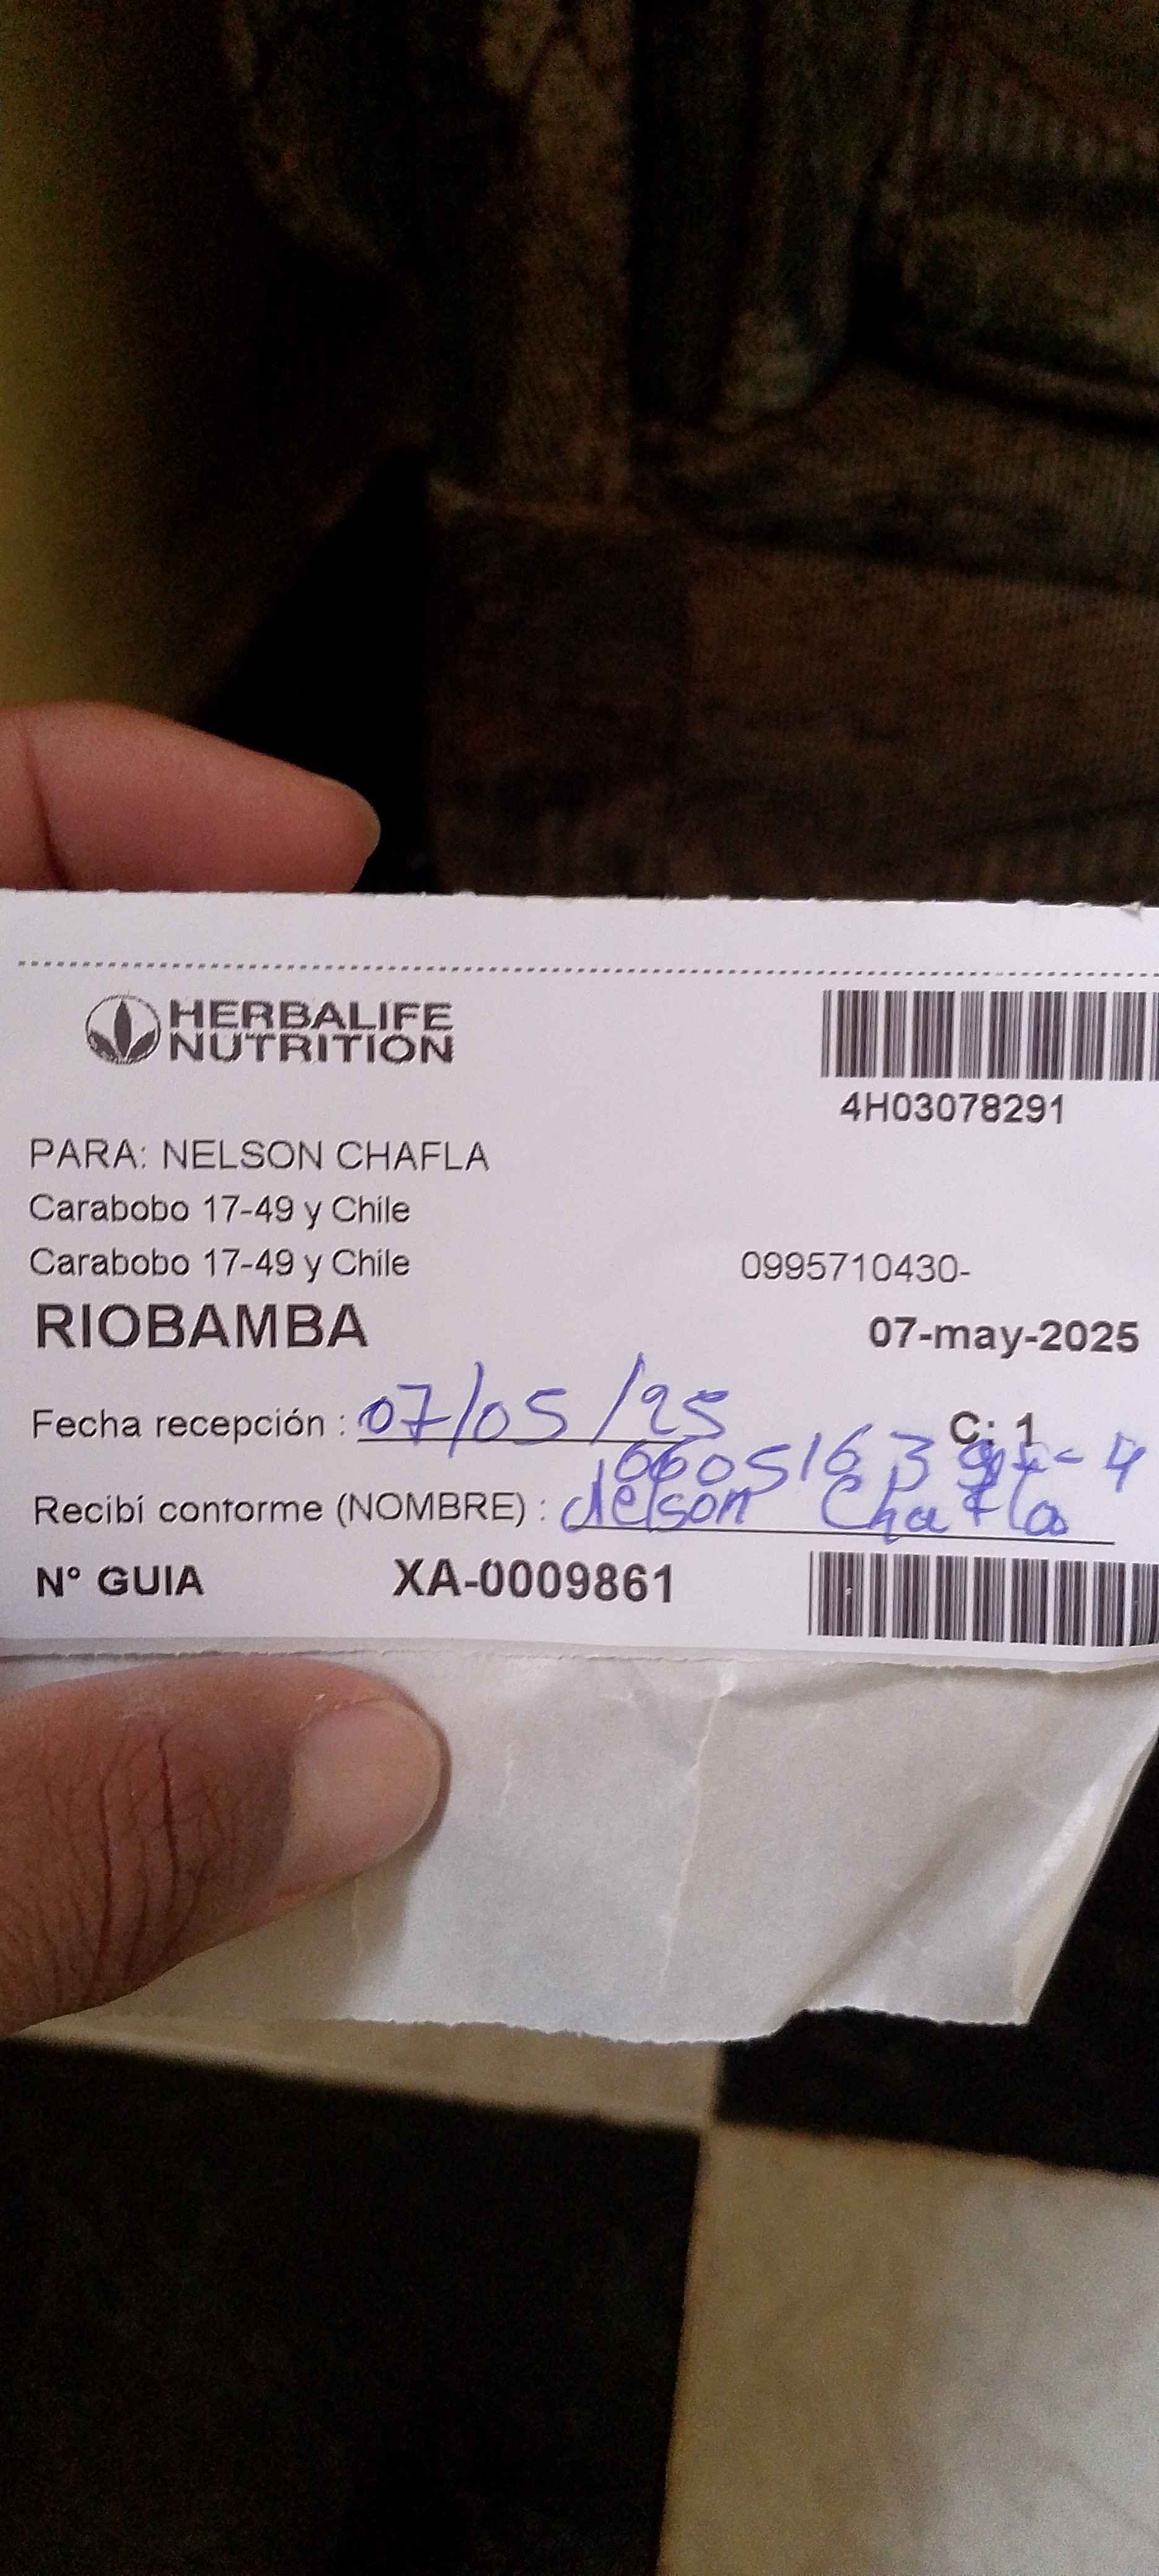 HERBALIFE
NUTRITION
4H03078291
PARA: NELSON CHAFLA
Carabobo 17-49 y Chile
Carabobo 17-49 y Chile 0995710430-
RIOBAMBA 07-may-2025
Fecha recepción : 07/05/25 C: 1
Recibí conforme (NOMBRE) : Nelson Chafla
N° GUIA XA-0009861